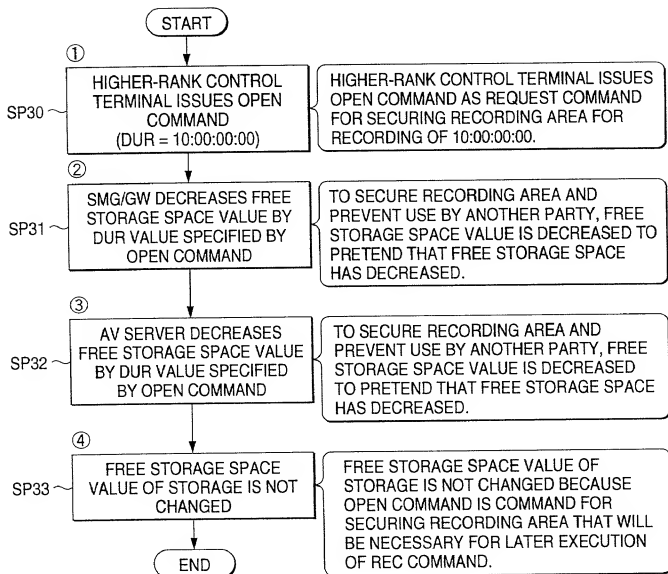 START
①
SP30
HIGHER-RANK CONTROL
TERMINAL ISSUES OPEN
COMMAND
(DUR = 10:00:00:00)
HIGHER-RANK CONTROL TERMINAL ISSUES
OPEN COMMAND AS REQUEST COMMAND
FOR SECURING RECORDING AREA FOR
RECORDING OF 10:00:00:00.
②
SP31
SMG/GW DECREASES FREE
STORAGE SPACE VALUE BY
DUR VALUE SPECIFIED BY
OPEN COMMAND
TO SECURE RECORDING AREA AND
PREVENT USE BY ANOTHER PARTY, FREE
STORAGE SPACE VALUE IS DECREASED TO
PRETEND THAT FREE STORAGE SPACE
HAS DECREASED.
③
SP32
AV SERVER DECREASES
FREE STORAGE SPACE VALUE
BY DUR VALUE SPECIFIED
BY OPEN COMMAND
TO SECURE RECORDING AREA AND
PREVENT USE BY ANOTHER PARTY, FREE
STORAGE SPACE VALUE IS DECREASED
TO PRETEND THAT FREE STORAGE SPACE
HAS DECREASED.
④
SP33
FREE STORAGE SPACE
VALUE OF STORAGE IS NOT
CHANGED
FREE STORAGE SPACE VALUE OF
STORAGE IS NOT CHANGED BECAUSE
OPEN COMMAND IS COMMAND FOR
SECURING RECORDING AREA THAT WILL
BE NECESSARY FOR LATER EXECUTION
OF REC COMMAND.
END